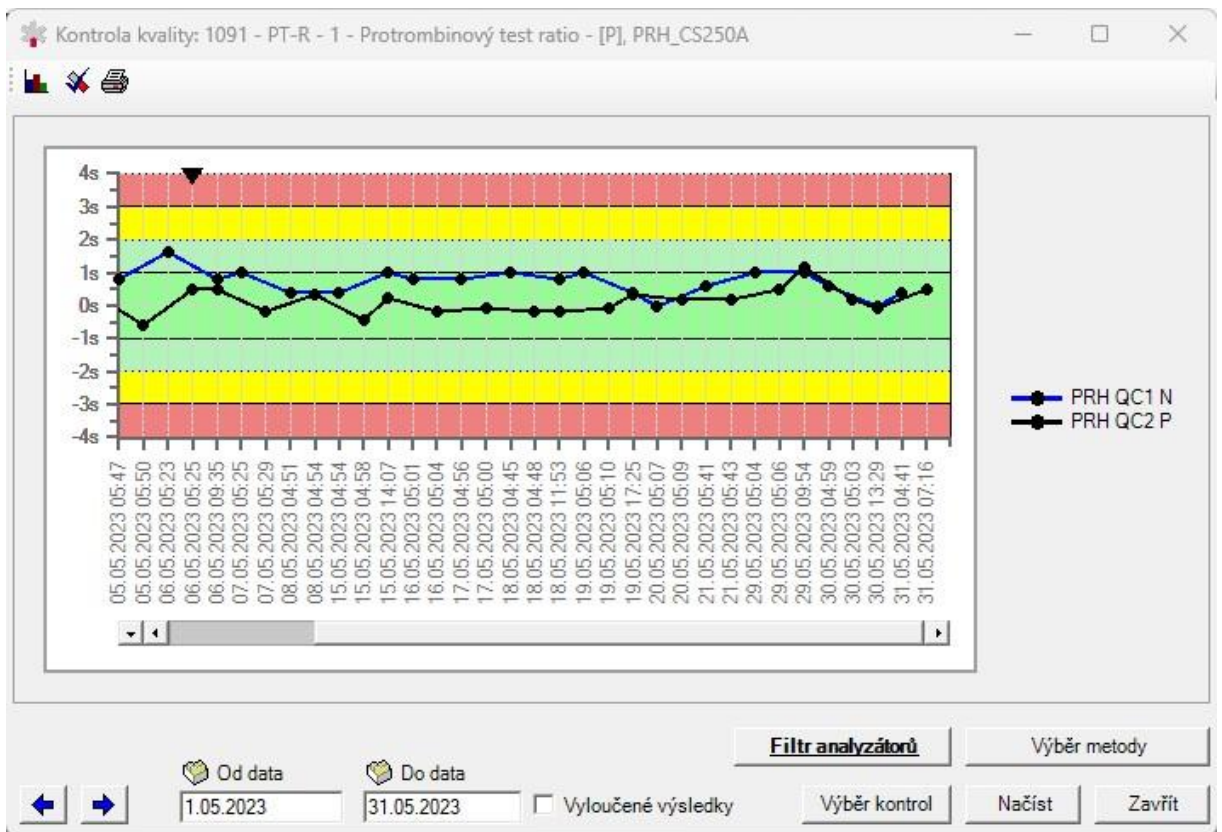 Kontrola kvality: 1091 - PT-R - 1 - Protrombinový test ratio - [P], PRH_CS250A
4s
3s
2s
1s
0s
-1s
-2s
-3s
-4s
05.05.2023 05:47
05.05.2023 05:50
06.05.2023 05:23
06.05.2023 05:25
06.05.2023 09:35
07.05.2023 05:25
07.05.2023 05:29
08.05.2023 04:51
08.05.2023 04:54
15.05.2023 04:54
15.05.2023 04:58
15.05.2023 14:07
16.05.2023 05:01
16.05.2023 05:04
17.05.2023 04:56
17.05.2023 05:00
18.05.2023 04:45
18.05.2023 04:48
18.05.2023 11:53
19.05.2023 05:06
19.05.2023 05:10
19.05.2023 17:25
20.05.2023 05:07
20.05.2023 05:09
21.05.2023 05:41
21.05.2023 05:43
29.05.2023 05:04
29.05.2023 05:06
29.05.2023 09:54
30.05.2023 04:59
30.05.2023 05:03
30.05.2023 13:29
31.05.2023 04:41
31.05.2023 07:16
PRH QC1 N
PRH QC2 P
Filtr analyzátorů
Výběr metody
Od data
Do data
1.05.2023
31.05.2023
Vyloučené výsledky
Výběr kontrol
Načíst
Zavřít